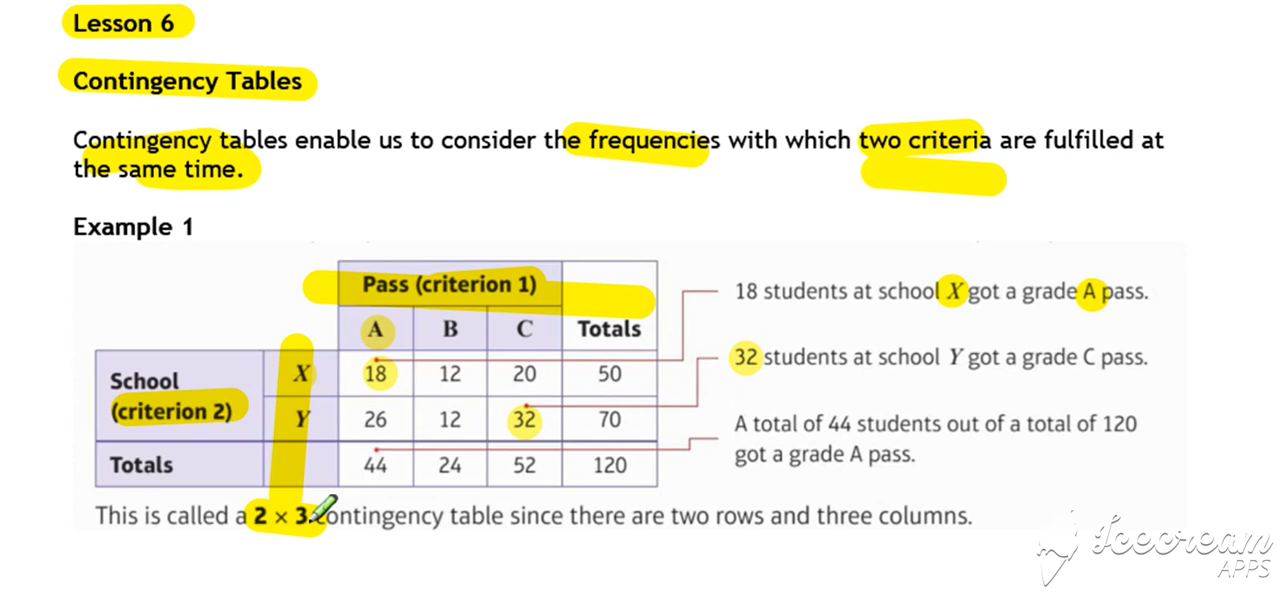 Lesson 6
Contingency Tables
Contingency tables enable us to consider the frequencies with which two criteria are fulfilled at
the same time.
Example 1
Pass (criterion 1)
A B C Totals
School (criterion 2) X 18 12 20 50
Y 26 12 32 70
Totals 44 24 52 120
18 students at school X got a grade A pass.
32 students at school Y got a grade C pass.
A total of 44 students out of a total of 120
got a grade A pass.
This is called a 2 × 3 contingency table since there are two rows and three columns.
Icecream
APPS